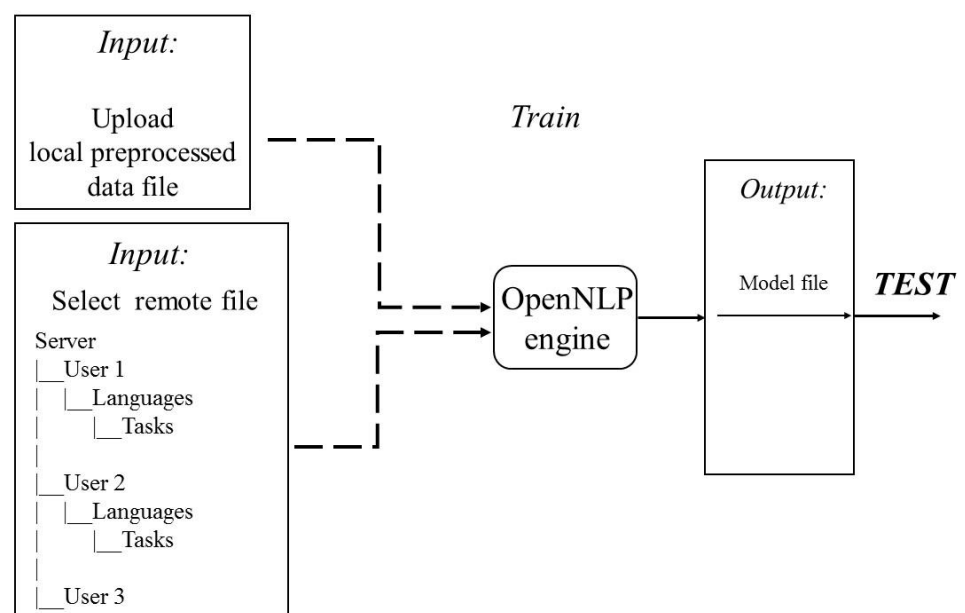 Input:
Upload
local preprocessed
data file
Input:
Select remote file
Server
|__User 1
|   |__Languages
|       |__Tasks
|
|__User 2
|   |__Languages
|       |__Tasks
|
|__User 3
Train
OpenNLP
engine
Output:
Model file
TEST